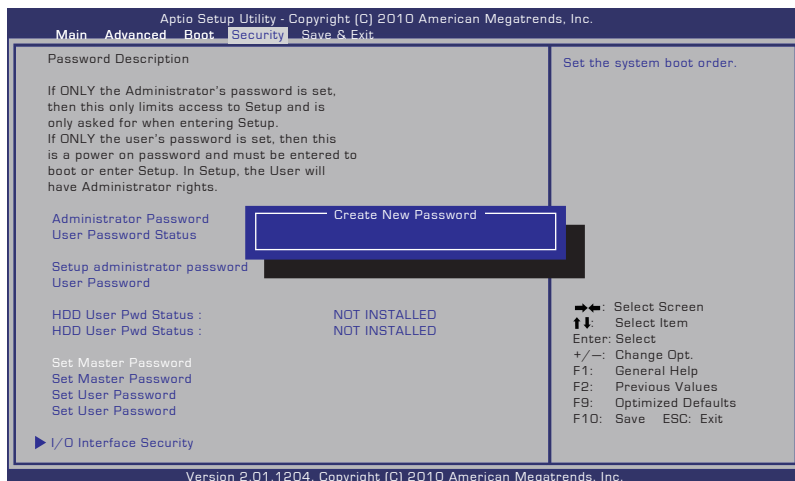 Aptio Setup Utility - Copyright (C) 2010 American Megatrends, Inc.
Main Advanced Boot Security Save & Exit
Password Description
Set the system boot order.
If ONLY the Administrator's password is set,
then this only limits access to Setup and is
only asked for when entering Setup.
If ONLY the user's password is set, then this
is a power on password and must be entered to
boot or enter Setup. In Setup, the User will
have Administrator rights.
Administrator Password
User Password Status
Create New Password
Setup administrator password
User Password
HDD User Pwd Status : NOT INSTALLED
HDD User Pwd Status : NOT INSTALLED
Set Master Password
Set Master Password
Set User Password
Set User Password
I/O Interface Security
→←: Select Screen
↑↓: Select Item
Enter: Select
+/—: Change Opt.
F1: General Help
F2: Previous Values
F9: Optimized Defaults
F10: Save ESC: Exit
Version 2.01.1204. Copyright (C) 2010 American Megatrends, Inc.